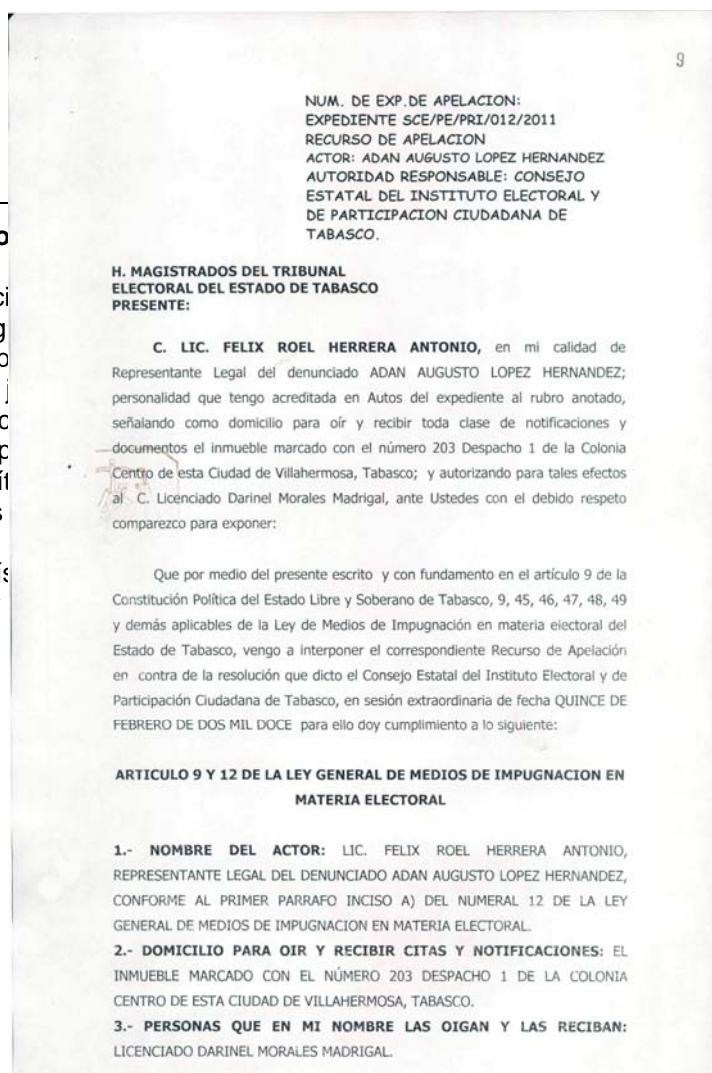 9
NUM. DE EXP.DE APELACION:
EXPEDIENTE SCE/PE/PRI/012/2011
RECURSO DE APELACION
ACTOR: ADAN AUGUSTO LOPEZ HERNANDEZ
AUTORIDAD RESPONSABLE: CONSEJO
ESTATAL DEL INSTITUTO ELECTORAL Y
DE PARTICIPACION CIUDADANA DE
TABASCO.
H. MAGISTRADOS DEL TRIBUNAL
ELECTORAL DEL ESTADO DE TABASCO
PRESENTE:
C. LIC. FELIX ROEL HERRERA ANTONIO, en mi calidad de
Representante Legal del denunciado ADAN AUGUSTO LOPEZ HERNANDEZ;
personalidad que tengo acreditada en Autos del expediente al rubro anotado,
señalando como domicilio para oír y recibir toda clase de notificaciones y
documentos el inmueble marcado con el número 203 Despacho 1 de la Colonia
Centro de esta Ciudad de Villahermosa, Tabasco; y autorizando para tales efectos
al C. Licenciado Darinel Morales Madrigal, ante Ustedes con el debido respeto
comparezco para exponer:
Que por medio del presente escrito y con fundamento en el artículo 9 de la
Constitución Política del Estado Libre y Soberano de Tabasco, 9, 45, 46, 47, 48, 49
y demás aplicables de la Ley de Medios de Impugnación en materia electoral del
Estado de Tabasco, vengo a interponer el correspondiente Recurso de Apelación
en contra de la resolución que dicto el Consejo Estatal del Instituto Electoral y de
Participación Ciudadana de Tabasco, en sesión extraordinaria de fecha QUINCE DE
FEBRERO DE DOS MIL DOCE para ello doy cumplimiento a lo siguiente:
ARTICULO 9 Y 12 DE LA LEY GENERAL DE MEDIOS DE IMPUGNACION EN
MATERIA ELECTORAL
1.- NOMBRE DEL ACTOR: LIC. FELIX ROEL HERRERA ANTONIO,
REPRESENTANTE LEGAL DEL DENUNCIADO ADAN AUGUSTO LOPEZ HERNANDEZ,
CONFORME AL PRIMER PARRAFO INCISO A) DEL NUMERAL 12 DE LA LEY
GENERAL DE MEDIOS DE IMPUGNACION EN MATERIA ELECTORAL.
2.- DOMICILIO PARA OIR Y RECIBIR CITAS Y NOTIFICACIONES: EL
INMUEBLE MARCADO CON EL NÚMERO 203 DESPACHO 1 DE LA COLONIA
CENTRO DE ESTA CIUDAD DE VILLAHERMOSA, TABASCO.
3.- PERSONAS QUE EN MI NOMBRE LAS OIGAN Y LAS RECIBAN:
LICENCIADO DARINEL MORALES MADRIGAL.